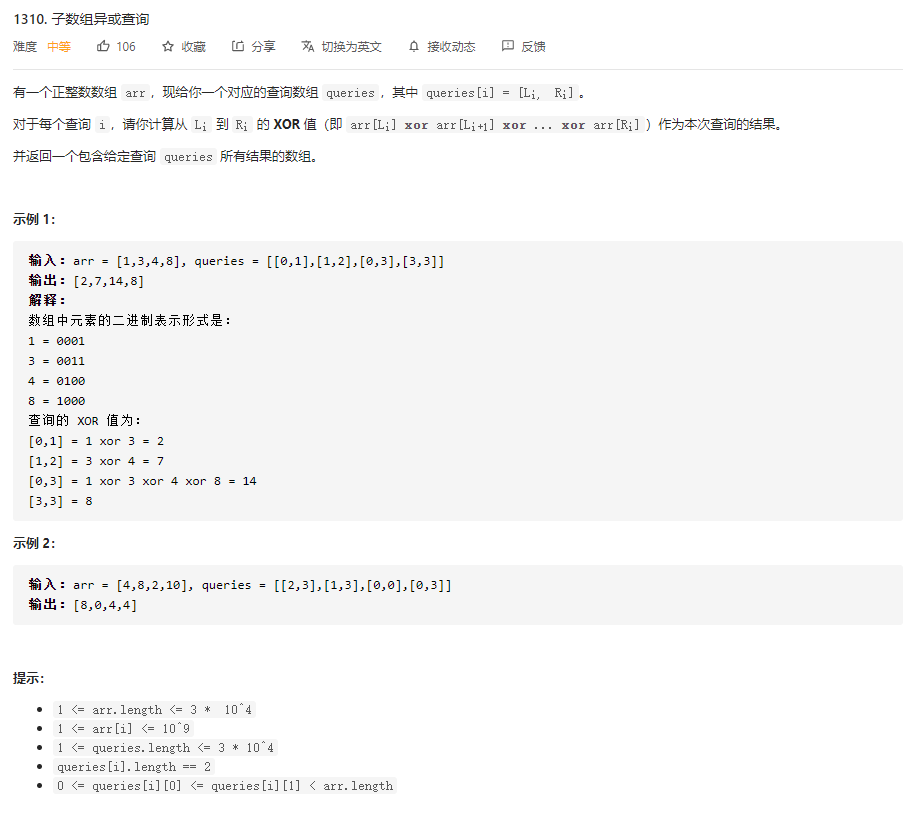 1310. 子数组异或查询
难度 中等 106 收藏 分享 切换为英文 接收动态 反馈
有一个正整数数组 arr，现给你一个对应的查询数组 queries，其中 queries[i] = [Li, Ri]。
对于每个查询 i，请你计算从 Li 到 Ri 的 XOR 值（即 arr[Li] xor arr[Li+1] xor ... xor arr[Ri]）作为本次查询的结果。
并返回一个包含给定查询 queries 所有结果的数组。
示例 1：
输入：arr = [1,3,4,8], queries = [[0,1],[1,2],[0,3],[3,3]]
输出：[2,7,14,8]
解释：
数组中元素的二进制表示形式是：
1 = 0001
3 = 0011
4 = 0100
8 = 1000
查询的 XOR 值为：
[0,1] = 1 xor 3 = 2
[1,2] = 3 xor 4 = 7
[0,3] = 1 xor 3 xor 4 xor 8 = 14
[3,3] = 8
示例 2：
输入：arr = [4,8,2,10], queries = [[2,3],[1,3],[0,0],[0,3]]
输出：[8,0,4,4]
提示：
1 <= arr.length <= 3 * 10^4
1 <= arr[i] <= 10^9
1 <= queries.length <= 3 * 10^4
queries[i].length == 2
0 <= queries[i][0] <= queries[i][1] < arr.length